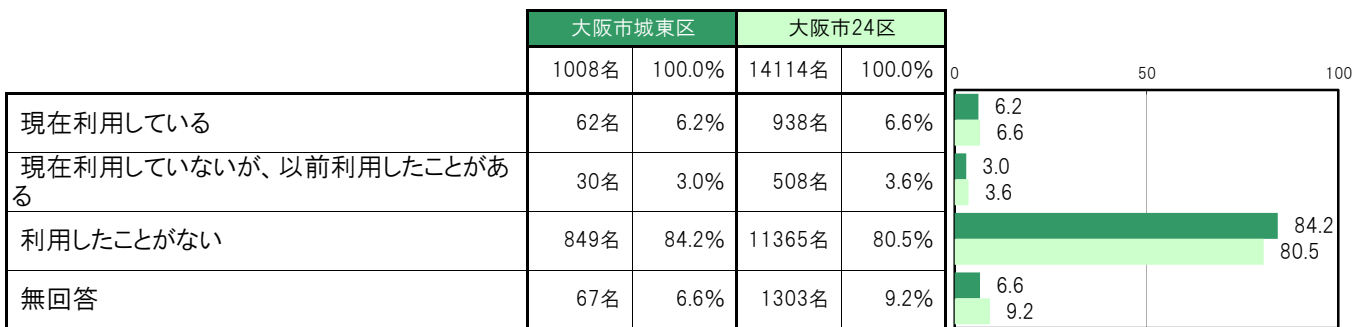 大阪市城東区 大阪市24区
1008名 100.0% 14114名 100.0% 0 50 100
現在利用している 62名 6.2% 938名 6.6% 6.2
6.6
現在利用していないが、以前利用したことがあ
る 30名 3.0% 508名 3.6% 3.0
3.6
利用したことがない 849名 84.2% 11365名 80.5% 84.2
80.5
無回答 67名 6.6% 1303名 9.2% 6.6
9.2